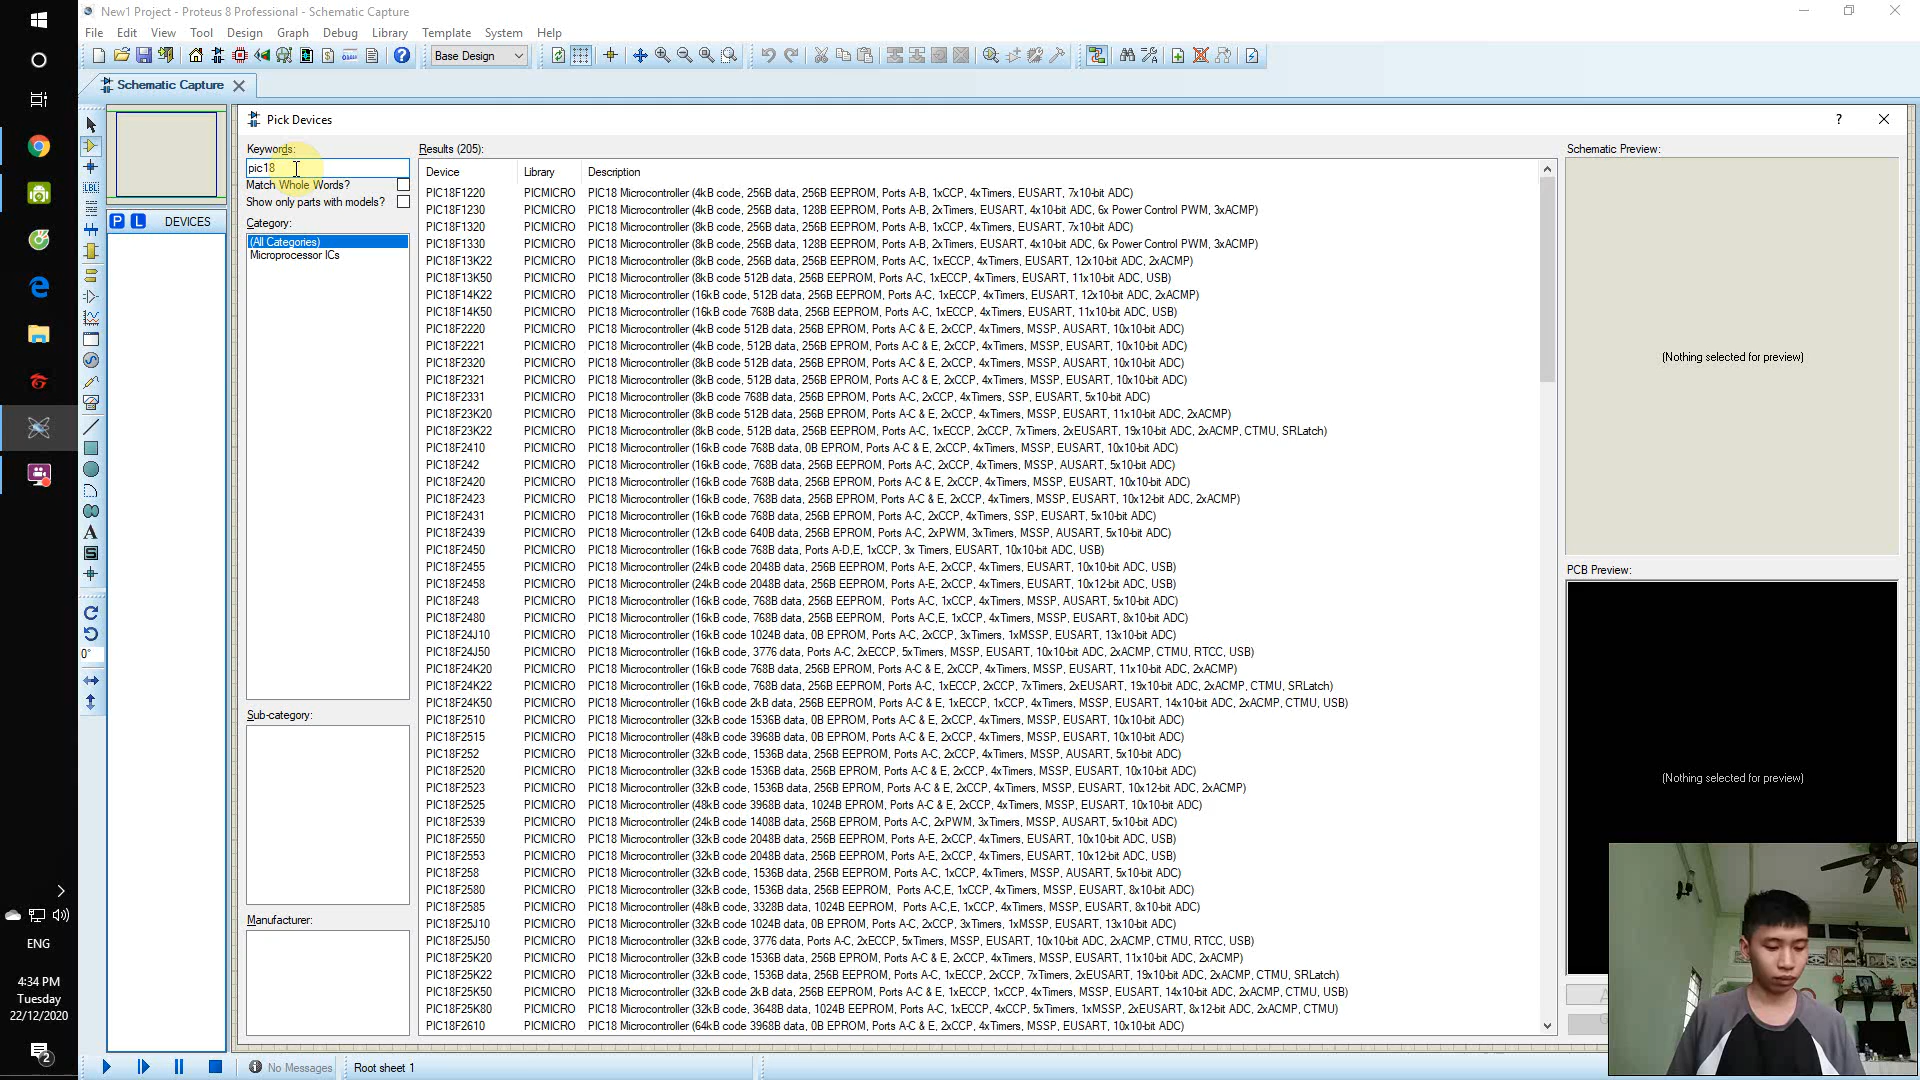 New1 Project - Proteus 8 Professional - Schematic Capture
File Edit View Tool Design Graph Debug Library Template System Help
Base Design
Schematic Capture
Pick Devices
?
Keywords:
pic18
Match Whole Words?
Show only parts with models?
Category:
(All Categories)
Microprocessor ICs
Sub-category:
Manufacturer:
P L DEVICES
LBL
A
S
0°
Results (205):
Device Library Description
PIC18F1220 PICMICRO PIC18 Microcontroller (4kB code, 256B data, 256B EEPROM, Ports A-B, 1xCCP, 4xTimers, EUSART, 7x10-bit ADC)
PIC18F1230 PICMICRO PIC18 Microcontroller (4kB code, 256B data, 128B EEPROM, Ports A-B, 2xTimers, EUSART, 4x10-bit ADC, 6x Power Control PWM, 3xACMP)
PIC18F1320 PICMICRO PIC18 Microcontroller (8kB code, 256B data, 256B EEPROM, Ports A-B, 1xCCP, 4xTimers, EUSART, 7x10-bit ADC)
PIC18F1330 PICMICRO PIC18 Microcontroller (8kB code, 256B data, 128B EEPROM, Ports A-B, 2xTimers, EUSART, 4x10-bit ADC, 6x Power Control PWM, 3xACMP)
PIC18F13K22 PICMICRO PIC18 Microcontroller (8kB code, 256B data, 256B EEPROM, Ports A-C, 1xECCP, 4xTimers, EUSART, 12x10-bit ADC, 2xACMP)
PIC18F13K50 PICMICRO PIC18 Microcontroller (8kB code 512B data, 256B EEPROM, Ports A-C, 1xECCP, 4xTimers, EUSART, 11x10-bit ADC, USB)
PIC18F14K22 PICMICRO PIC18 Microcontroller (16kB code, 512B data, 256B EEPROM, Ports A-C, 1xECCP, 4xTimers, EUSART, 12x10-bit ADC, 2xACMP)
PIC18F14K50 PICMICRO PIC18 Microcontroller (16kB code 768B data, 256B EEPROM, Ports A-C, 1xECCP, 4xTimers, EUSART, 11x10-bit ADC, USB)
PIC18F2220 PICMICRO PIC18 Microcontroller (4kB code 512B data, 256B EEPROM, Ports A-C & E, 2xCCP, 4xTimers, MSSP, AUSART, 10x10-bit ADC)
PIC18F2221 PICMICRO PIC18 Microcontroller (4kB code, 512B data, 256B EEPROM, Ports A-C & E, 2xCCP, 4xTimers, MSSP, EUSART, 10x10-bit ADC)
PIC18F2320 PICMICRO PIC18 Microcontroller (8kB code 512B data, 256B EEPROM, Ports A-C & E, 2xCCP, 4xTimers, MSSP, AUSART, 10x10-bit ADC)
PIC18F2321 PICMICRO PIC18 Microcontroller (8kB code, 512B data, 256B EEPROM, Ports A-C & E, 2xCCP, 4xTimers, MSSP, EUSART, 10x10-bit ADC)
PIC18F2331 PICMICRO PIC18 Microcontroller (8kB code 768B data, 256B EEPROM, Ports A-C, 2xCCP, 4xTimers, SSP, EUSART, 5x10-bit ADC)
PIC18F23K20 PICMICRO PIC18 Microcontroller (8kB code 512B data, 256B EEPROM, Ports A-C & E, 2xCCP, 4xTimers, MSSP, EUSART, 11x10-bit ADC, 2xACMP)
PIC18F23K22 PICMICRO PIC18 Microcontroller (8kB code, 512B data, 256B EEPROM, Ports A-C, 1xECCP, 2xCCP, 7xTimers, 2xEUSART, 19x10-bit ADC, 2xACMP, CTMU, SRLatch)
PIC18F2410 PICMICRO PIC18 Microcontroller (16kB code 768B data, 0B EPROM, Ports A-C & E, 2xCCP, 4xTimers, MSSP, EUSART, 10x10-bit ADC)
PIC18F242 PICMICRO PIC18 Microcontroller (16kB code, 768B data, 256B EEPROM, Ports A-C, 2xCCP, 4xTimers, MSSP, AUSART, 5x10-bit ADC)
PIC18F2420 PICMICRO PIC18 Microcontroller (16kB code 768B data, 256B EEPROM, Ports A-C & E, 2xCCP, 4xTimers, MSSP, EUSART, 10x10-bit ADC)
PIC18F2423 PICMICRO PIC18 Microcontroller (16kB code 768B data, 256B EPROM, Ports A-C & E, 2xCCP, 4xTimers, MSSP, EUSART, 10x12-bit ADC, 2xACMP)
PIC18F2431 PICMICRO PIC18 Microcontroller (16kB code 768B data, 256B EPROM, Ports A-C, 2xCCP, 4xTimers, SSP, EUSART, 5x10-bit ADC)
PIC18F2439 PICMICRO PIC18 Microcontroller (12kB code 640B data, 256B EPROM, Ports A-C, 2xPWM, 3xTimers, MSSP, AUSART, 5x10-bit ADC)
PIC18F2450 PICMICRO PIC18 Microcontroller (16kB code 768B data, Ports A-D,E, 1xCCP, 3x Timers, EUSART, 10x10-bit ADC, USB)
PIC18F2455 PICMICRO PIC18 Microcontroller (24kB code 2048B data, 256B EPROM, Ports A-E, 2xCCP, 4xTimers, EUSART, 10x10-bit ADC, USB)
PIC18F2458 PICMICRO PIC18 Microcontroller (24kB code 2048B data, 256B EPROM, Ports A-E, 2xCCP, 4xTimers, EUSART, 10x12-bit ADC, USB)
PIC18F248 PICMICRO PIC18 Microcontroller (16kB code, 768B data, 256B EEPROM, Ports A-C, 1xCCP, 4xTimers, MSSP, AUSART, 5x10-bit ADC)
PIC18F2480 PICMICRO PIC18 Microcontroller (16kB code, 768B data, 256B EEPROM, Ports A-C,E, 1xCCP, 4xTimers, MSSP, EUSART, 8x10-bit ADC)
PIC18F24J10 PICMICRO PIC18 Microcontroller (16kB code 1024B data, 0B EPROM, Ports A-C, 2xCCP, 3xTimers, 1xMSSP, EUSART, 13x10-bit ADC)
PIC18F24J50 PICMICRO PIC18 Microcontroller (16kB code, 3776 data, Ports A-C, 2xECCP, 5xTimers, MSSP, EUSART, 10x10-bit ADC, 2xACMP, CTMU, RTCC, USB)
PIC18F24K20 PICMICRO PIC18 Microcontroller (16kB code 768B data, 256B EEPROM, Ports A-C & E, 2xCCP, 4xTimers, MSSP, EUSART, 11x10-bit ADC, 2xACMP)
PIC18F24K22 PICMICRO PIC18 Microcontroller (16kB code, 768B data, 256B EEPROM, Ports A-C, 1xECCP, 2xCCP, 7xTimers, 2xEUSART, 19x10-bit ADC, 2xACMP, CTMU, SRLatch)
PIC18F24K50 PICMICRO PIC18 Microcontroller (16kB code 2kB data, 256B EEPROM, Ports A-C & E, 1xECCP, 1xCCP, 4xTimers, MSSP, EUSART, 14x10-bit ADC, 2xACMP, CTMU, USB)
PIC18F2510 PICMICRO PIC18 Microcontroller (32kB code 1536B data, 0B EPROM, Ports A-C & E, 2xCCP, 4xTimers, MSSP, EUSART, 10x10-bit ADC)
PIC18F2515 PICMICRO PIC18 Microcontroller (48kB code 3968B data, 0B EPROM, Ports A-C & E, 2xCCP, 4xTimers, MSSP, EUSART, 10x10-bit ADC)
PIC18F252 PICMICRO PIC18 Microcontroller (32kB code, 1536B data, 256B EEPROM, Ports A-C, 2xCCP, 4xTimers, MSSP, AUSART, 5x10-bit ADC)
PIC18F2520 PICMICRO PIC18 Microcontroller (32kB code 1536B data, 256B EEPROM, Ports A-C & E, 2xCCP, 4xTimers, MSSP, EUSART, 10x10-bit ADC)
PIC18F2523 PICMICRO PIC18 Microcontroller (32kB code, 1536B data, 256B EPROM, Ports A-C & E, 2xCCP, 4xTimers, MSSP, EUSART, 10x12-bit ADC, 2xACMP)
PIC18F2525 PICMICRO PIC18 Microcontroller (48kB code 3968B data, 1024B EEPROM, Ports A-C & E, 2xCCP, 4xTimers, MSSP, EUSART, 10x10-bit ADC)
PIC18F2539 PICMICRO PIC18 Microcontroller (24kB code 1408B data, 256B EPROM, Ports A-C, 2xPWM, 3xTimers, MSSP, AUSART, 5x10-bit ADC)
PIC18F2550 PICMICRO PIC18 Microcontroller (32kB code 2048B data, 256B EPROM, Ports A-E, 2xCCP, 4xTimers, EUSART, 10x10-bit ADC, USB)
PIC18F2553 PICMICRO PIC18 Microcontroller (32kB code 2048B data, 256B EPROM, Ports A-E, 2xCCP, 4xTimers, EUSART, 10x12-bit ADC, USB)
PIC18F258 PICMICRO PIC18 Microcontroller (32kB code, 1536B data, 256B EEPROM, Ports A-C, 1xCCP, 4xTimers, MSSP, AUSART, 5x10-bit ADC)
PIC18F2580 PICMICRO PIC18 Microcontroller (32kB code, 1536B data, 256B EEPROM, Ports A-C,E, 1xCCP, 4xTimers, MSSP, EUSART, 8x10-bit ADC)
PIC18F2585 PICMICRO PIC18 Microcontroller (48kB code, 3328B data, 1024B EEPROM, Ports A-C,E, 1xCCP, 4xTimers, MSSP, EUSART, 8x10-bit ADC)
PIC18F25J10 PICMICRO PIC18 Microcontroller (32kB code 1024B data, 0B EPROM, Ports A-C, 2xCCP, 3xTimers, 1xMSSP, EUSART, 13x10-bit ADC)
PIC18F25J50 PICMICRO PIC18 Microcontroller (32kB code, 3776 data, Ports A-C, 2xECCP, 5xTimers, MSSP, EUSART, 10x10-bit ADC, 2xACMP, CTMU, RTCC, USB)
PIC18F25K20 PICMICRO PIC18 Microcontroller (32kB code 1536B data, 256B EEPROM, Ports A-C & E, 2xCCP, 4xTimers, MSSP, EUSART, 11x10-bit ADC, 2xACMP)
PIC18F25K22 PICMICRO PIC18 Microcontroller (32kB code, 1536B data, 256B EEPROM, Ports A-C, 1xECCP, 2xCCP, 7xTimers, 2xEUSART, 19x10-bit ADC, 2xACMP, CTMU, SRLatch)
PIC18F25K50 PICMICRO PIC18 Microcontroller (32kB code 2kB data, 256B EEPROM, Ports A-C & E, 1xECCP, 1xCCP, 4xTimers, MSSP, EUSART, 14x10-bit ADC, 2xACMP, CTMU, USB)
PIC18F25K80 PICMICRO PIC18 Microcontroller (32kB code, 3648B data, 1024B EEPROM, Ports A-C, 1xECCP, 4xCCP, 5xTimers, 1xMSSP, 2xEUSART, 8x12-bit ADC, 2xACMP, CTMU)
PIC18F2610 PICMICRO PIC18 Microcontroller (64kB code 3968B data, 0B EPROM, Ports A-C & E, 2xCCP, 4xTimers, MSSP, EUSART, 10x10-bit ADC)
Schematic Preview:
(Nothing selected for preview)
PCB Preview:
(Nothing selected for preview)
ENG
4:34 PM
Tuesday
22/12/2020
2
No Messages
Root sheet 1